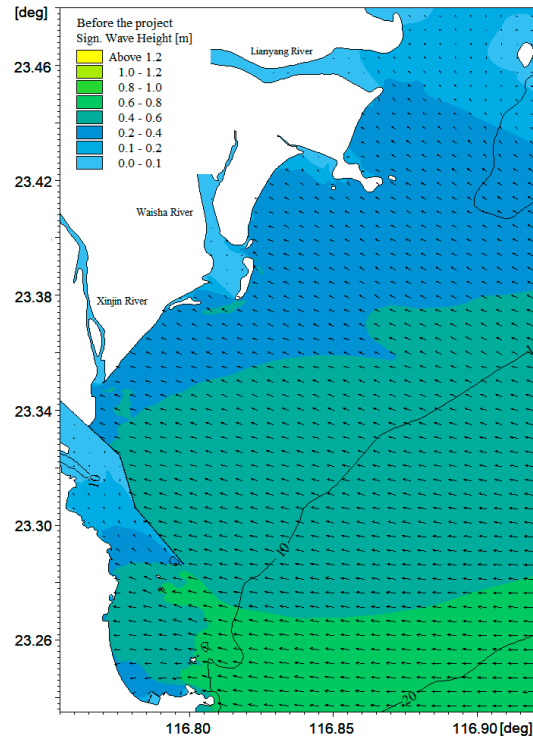 [deg]
Before the project
Sign. Wave Height [m]
Above 1.2
1.0 - 1.2
0.8 - 1.0
0.6 - 0.8
0.4 - 0.6
0.2 - 0.4
0.1 - 0.2
0.0 - 0.1
Lianyang River
23.46
23.42
Waisha River
23.38
Xinjin River
23.34
10
23.30
10
23.26
20
116.80 116.85 116.90 [deg]